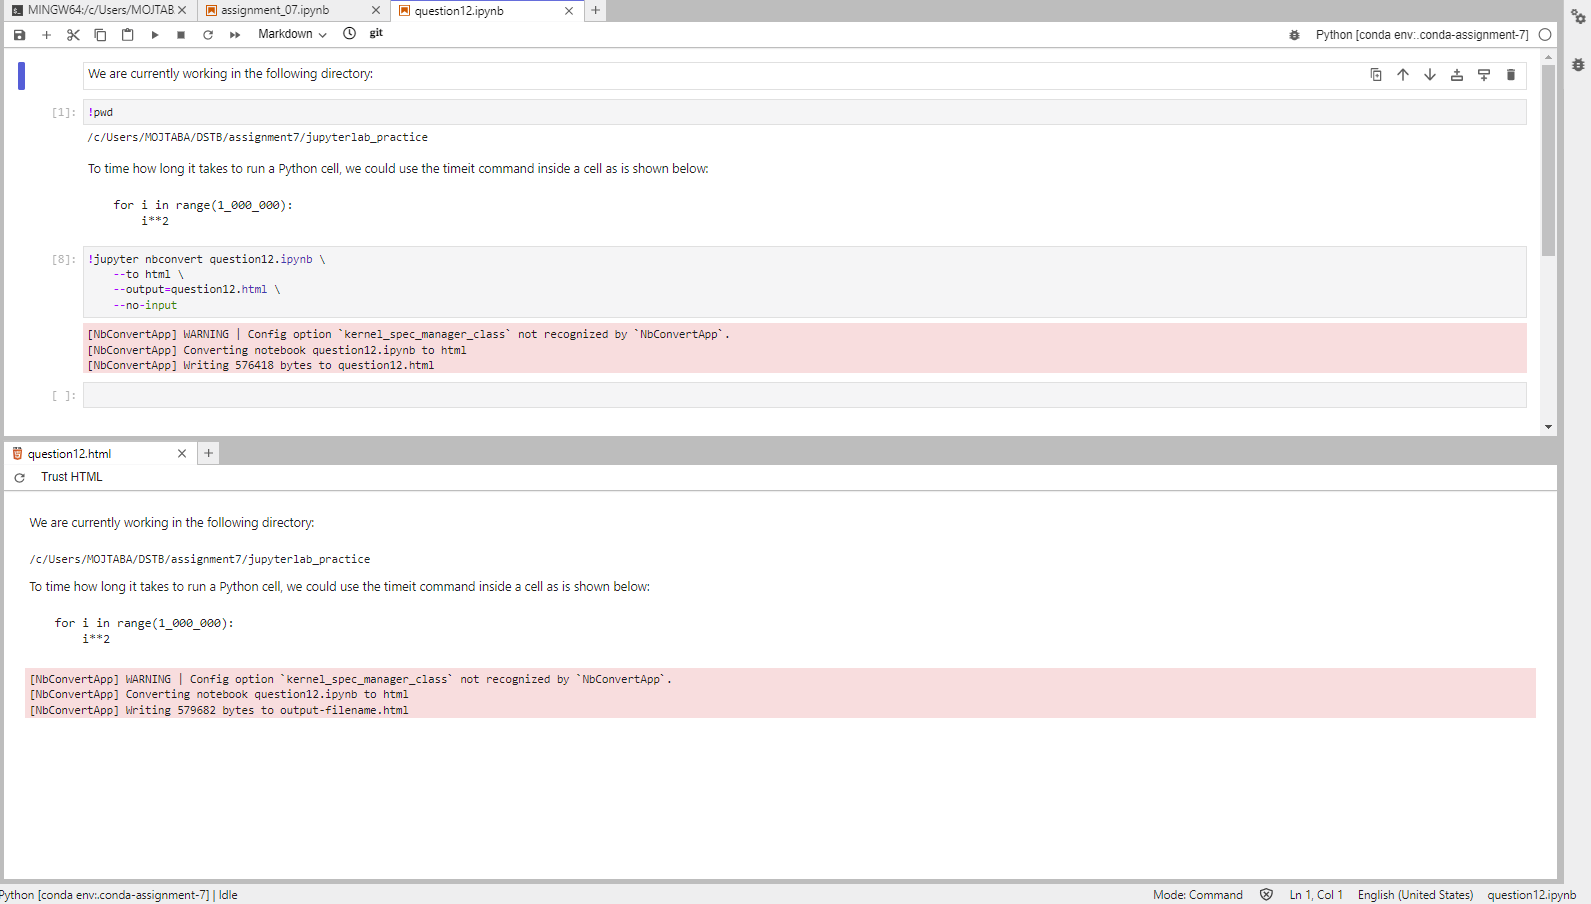 MINGW64:/c/Users/MOJTAB
assignment_07.ipynb
question12.ipynb
Markdown
git
Python [conda env:.conda-assignment-7]
We are currently working in the following directory:
[1]:
!pwd
/c/Users/MOJTABA/DSTB/assignment7/jupyterlab_practice
To time how long it takes to run a Python cell, we could use the timeit command inside a cell as is shown below:
for i in range(1_000_000):
    i**2
[8]:
!jupyter nbconvert question12.ipynb \
    --to html \
    --output=question12.html \
    --no-input
[NbConvertApp] WARNING | Config option `kernel_spec_manager_class` not recognized by `NbConvertApp`.
[NbConvertApp] Converting notebook question12.ipynb to html
[NbConvertApp] Writing 576418 bytes to question12.html
[ ]:
question12.html
Trust HTML
We are currently working in the following directory:
/c/Users/MOJTABA/DSTB/assignment7/jupyterlab_practice
To time how long it takes to run a Python cell, we could use the timeit command inside a cell as is shown below:
for i in range(1_000_000):
    i**2
[NbConvertApp] WARNING | Config option `kernel_spec_manager_class` not recognized by `NbConvertApp`.
[NbConvertApp] Converting notebook question12.ipynb to html
[NbConvertApp] Writing 579682 bytes to output-filename.html
Python [conda env:.conda-assignment-7] | Idle
Mode: Command
Ln 1, Col 1
English (United States)
question12.ipynb